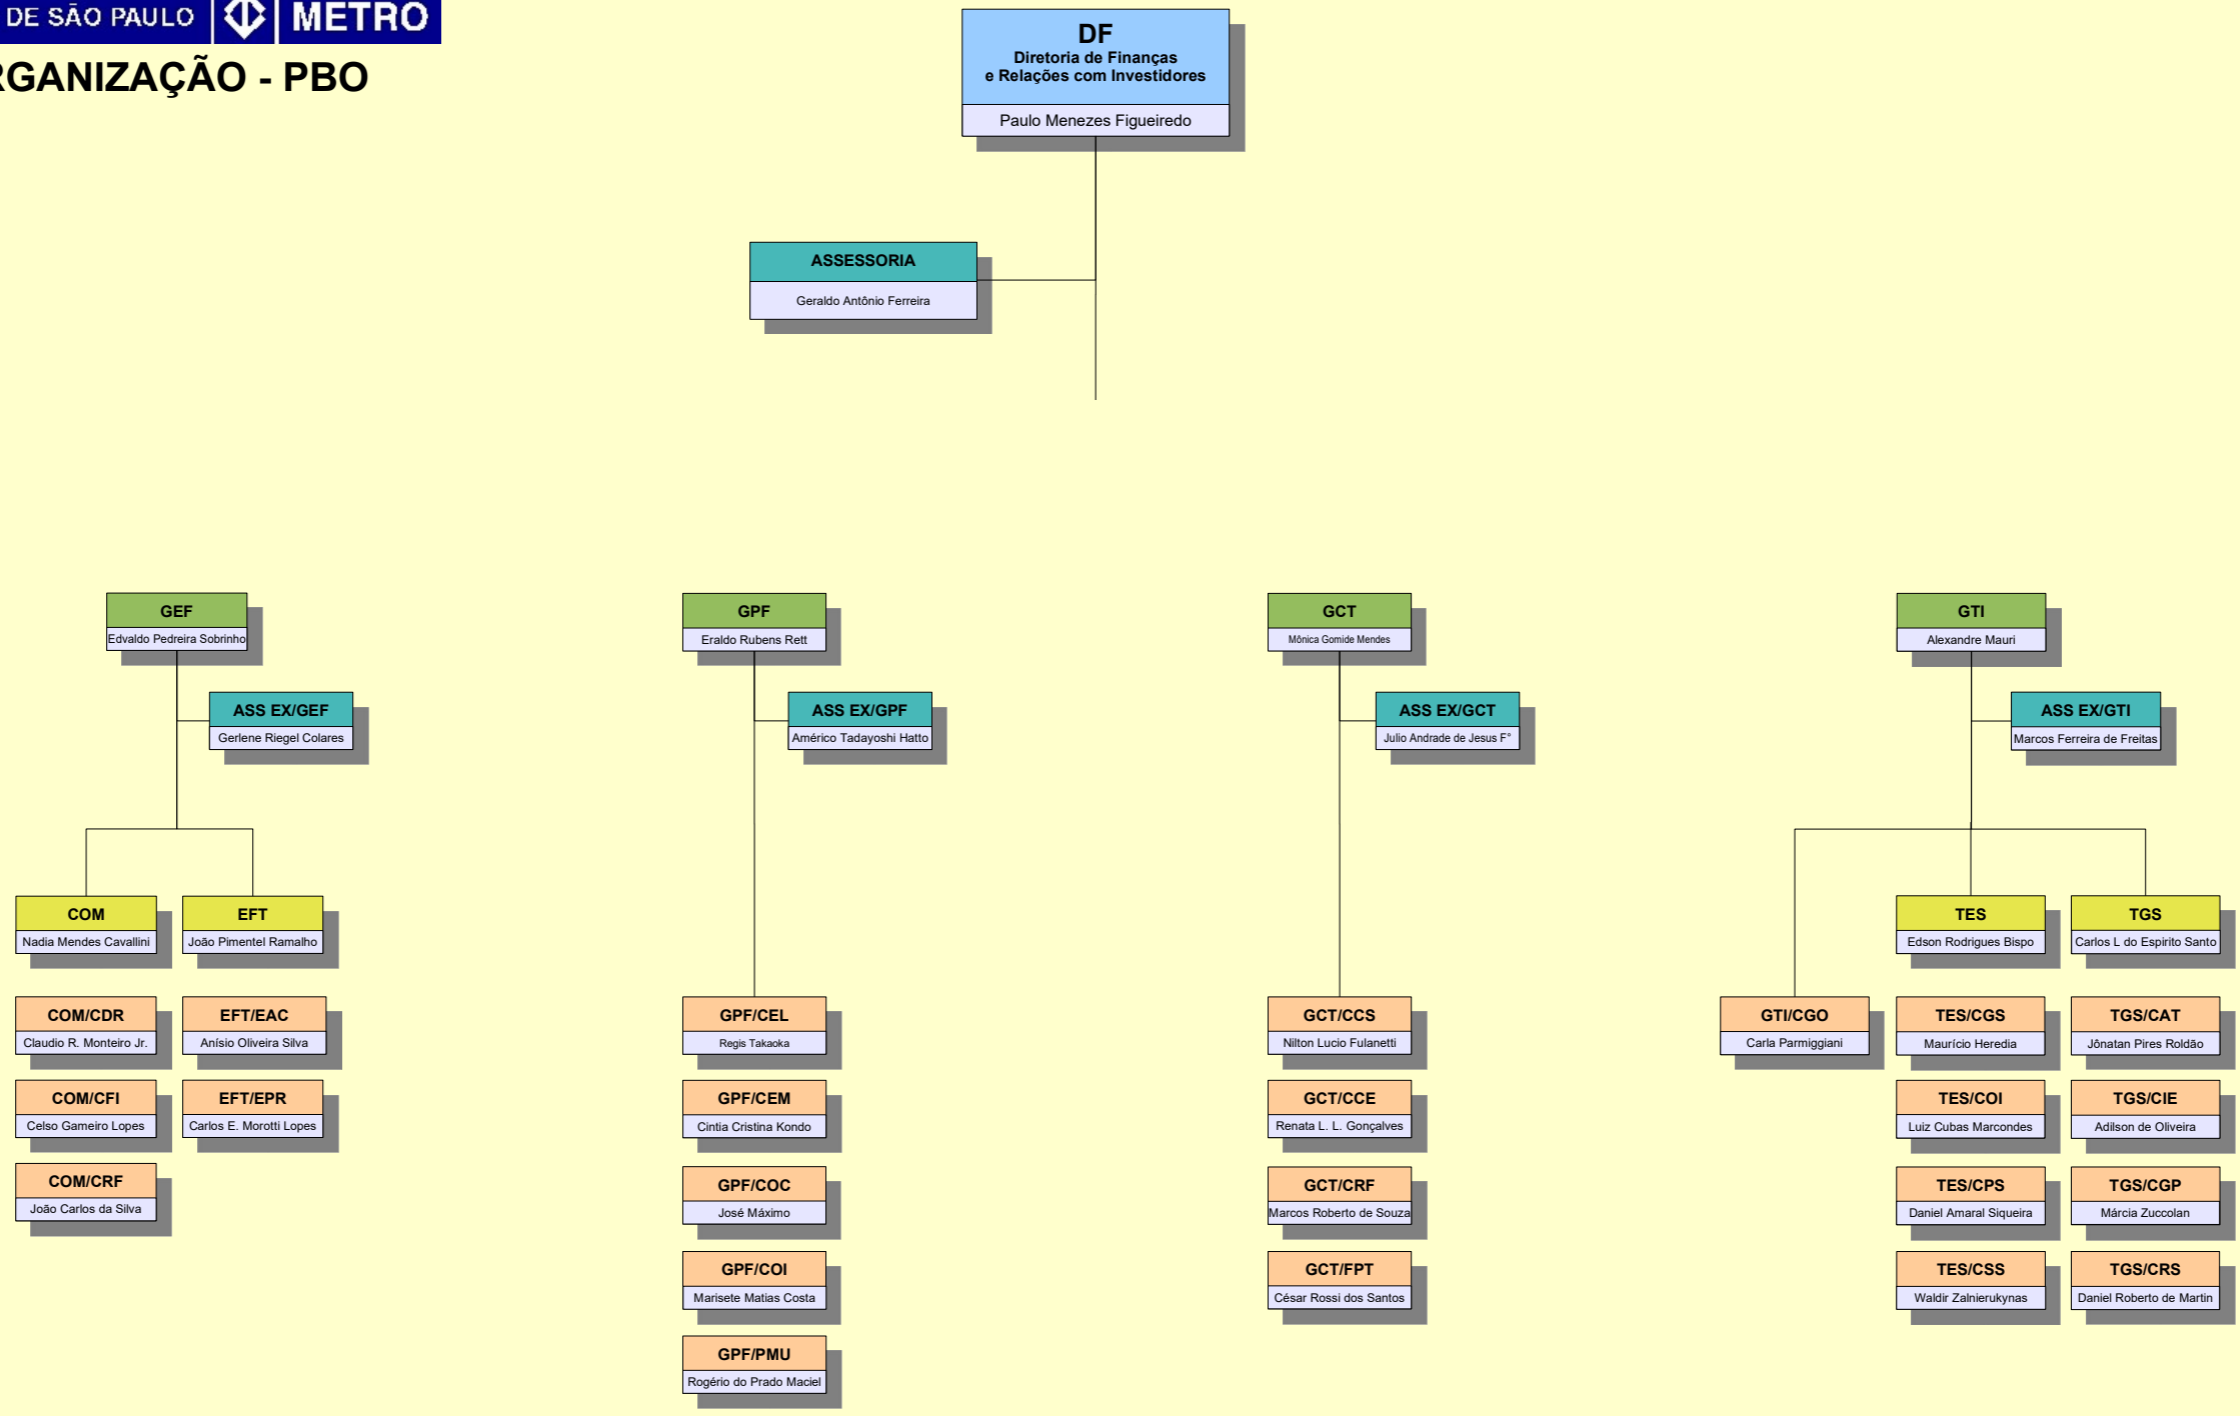 DE SÃO PAULO METRO
RGANIZAÇÃO - PBO
DF
Diretoria de Finanças
e Relações com Investidores
Paulo Menezes Figueiredo
ASSESSORIA
Geraldo Antônio Ferreira
GEF
Edvaldo Pedreira Sobrinho
ASS EX/GEF
Gerlene Riegel Colares
COM
Nadia Mendes Cavallini
EFT
João Pimentel Ramalho
COM/CDR
Claudio R. Monteiro Jr.
EFT/EAC
Anísio Oliveira Silva
COM/CFI
Celso Gameiro Lopes
EFT/EPR
Carlos E. Morotti Lopes
COM/CRF
João Carlos da Silva
GPF
Eraldo Rubens Rett
ASS EX/GPF
Américo Tadayoshi Hatto
GPF/CEL
Regis Takaoka
GPF/CEM
Cintia Cristina Kondo
GPF/COC
José Máximo
GPF/COI
Marisete Matias Costa
GPF/PMU
Rogério do Prado Maciel
GCT
Mônica Gomide Mendes
ASS EX/GCT
Julio Andrade de Jesus F°
GCT/CCS
Nilton Lucio Fulanetti
GCT/CCE
Renata L. L. Gonçalves
GCT/CRF
Marcos Roberto de Souza
GCT/FPT
César Rossi dos Santos
GTI
Alexandre Mauri
ASS EX/GTI
Marcos Ferreira de Freitas
TES
Edson Rodrigues Bispo
TGS
Carlos L do Espirito Santo
GTI/CGO
Carla Parmiggiani
TES/CGS
Maurício Heredia
TGS/CAT
Jônatan Pires Roldão
TES/COI
Luiz Cubas Marcondes
TGS/CIE
Adilson de Oliveira
TES/CPS
Daniel Amaral Siqueira
TGS/CGP
Márcia Zuccolan
TES/CSS
Waldir Zalnierukynas
TGS/CRS
Daniel Roberto de Martin